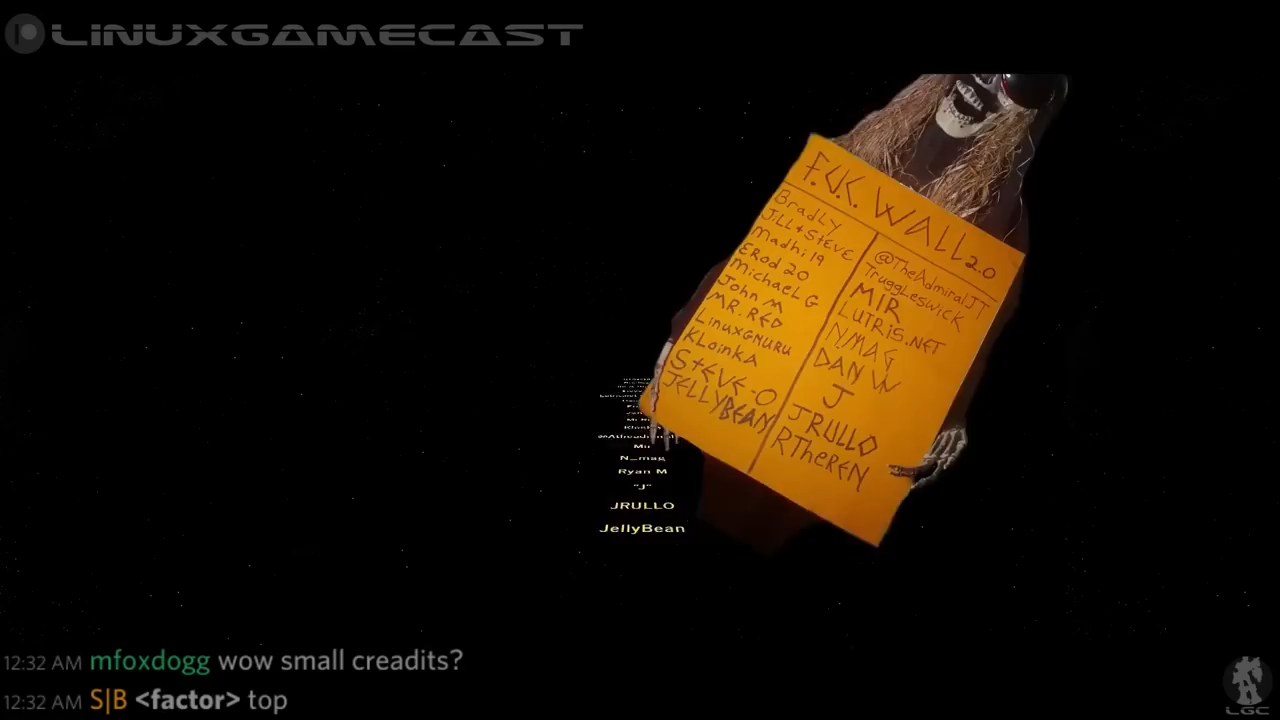 LINUXGAMECAST
F.U.C. WALL 2.0
BradLy
JiLL + StEVE
Madhi19
ERod 20
MichaeL G
John M
MR. RED
LinuxGNURU
KLoinKA
StEVE-O
JELLYBEAN
@TheAdmiralJT
TruggLeswick
MIR
LUTRIS.NET
NMAG
DAN W
J
JRULLO
RTheREN
Mir
N_mag
Ryan M
"J"
JRULLO
JellyBean
12:32 AM mfoxdogg wow small creadits?
12:32 AM S|B <factor> top
LGC